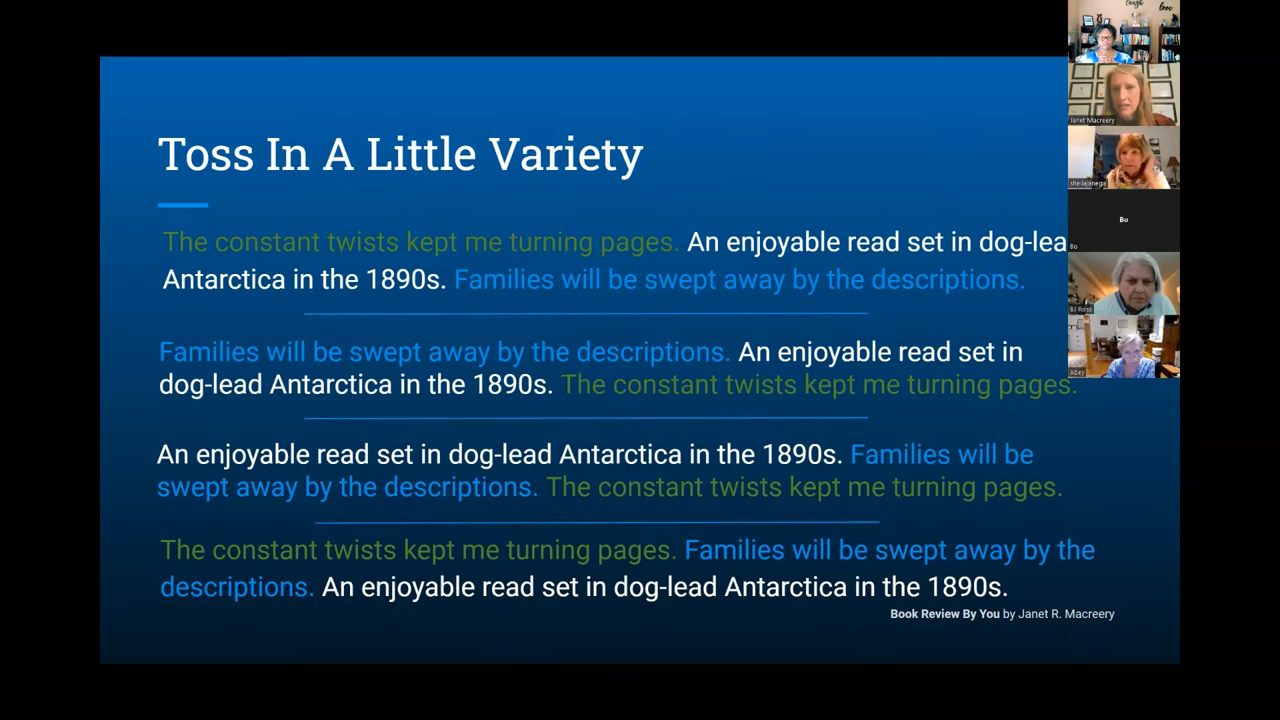 Toss In A Little Variety
The constant twists kept me turning pages. An enjoyable read set in dog-lea
Antarctica in the 1890s. Families will be swept away by the descriptions.
Families will be swept away by the descriptions. An enjoyable read set in
dog-lead Antarctica in the 1890s. The constant twists kept me turning pages.
An enjoyable read set in dog-lead Antarctica in the 1890s. Families will be
swept away by the descriptions. The constant twists kept me turning pages.
The constant twists kept me turning pages. Families will be swept away by the
descriptions. An enjoyable read set in dog-lead Antarctica in the 1890s.
Book Review By You by Janet R. Macreery
laugh
love
Janet Macreery
Bo
Bo
BJ Ross
Abey